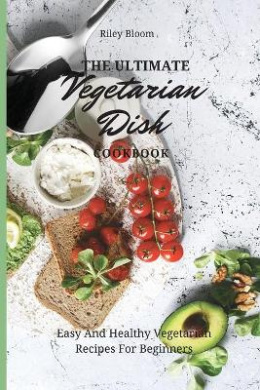 Riley Bloom .
THE ULTIMATE
Vegetarian
Dish
COOKBOOK
Easy And Healthy Vegetarian
Recipes For Beginners